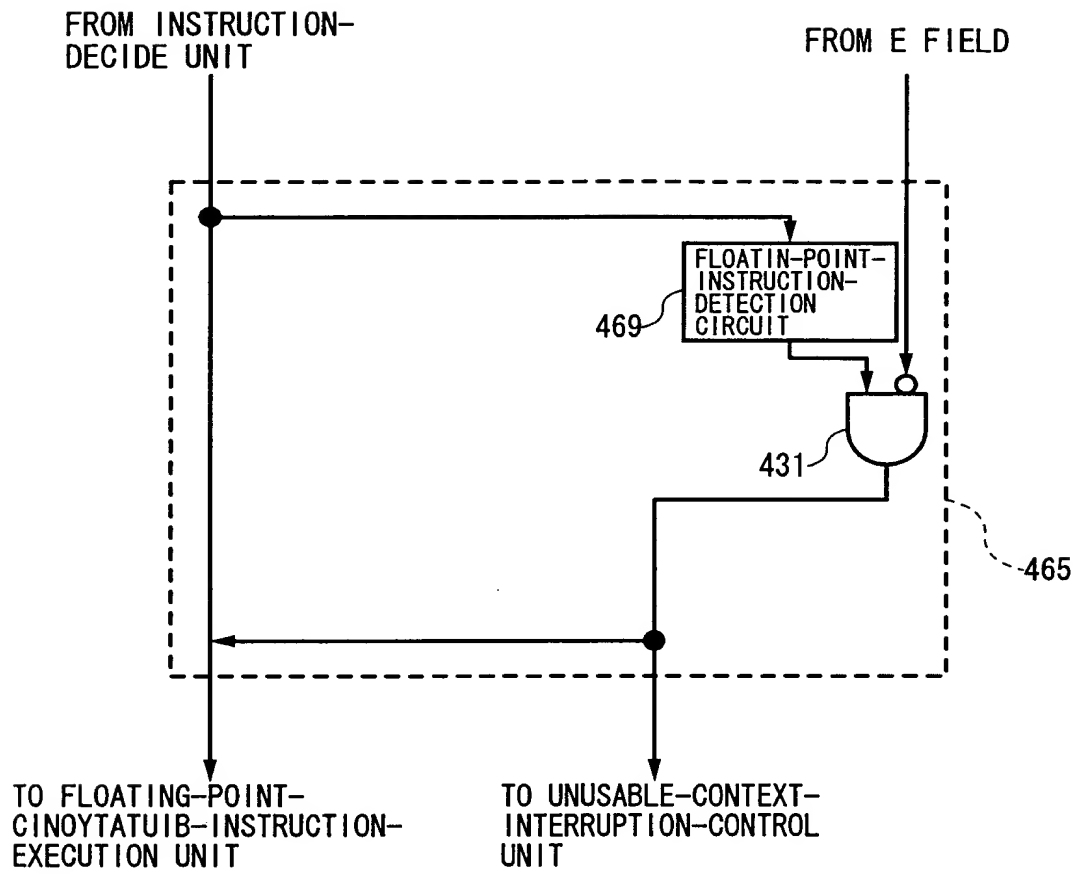 FROM INSTRUCTION-
DECIDE UNIT
FROM E FIELD
FLOATIN-POINT-
INSTRUCTION-
DETECTION
CIRCUIT
469
431
465
TO FLOATING-POINT-
CINOYTATUIB-INSTRUCTION-
EXECUTION UNIT
TO UNUSABLE-CONTEXT-
INTERRUPTION-CONTROL
UNIT